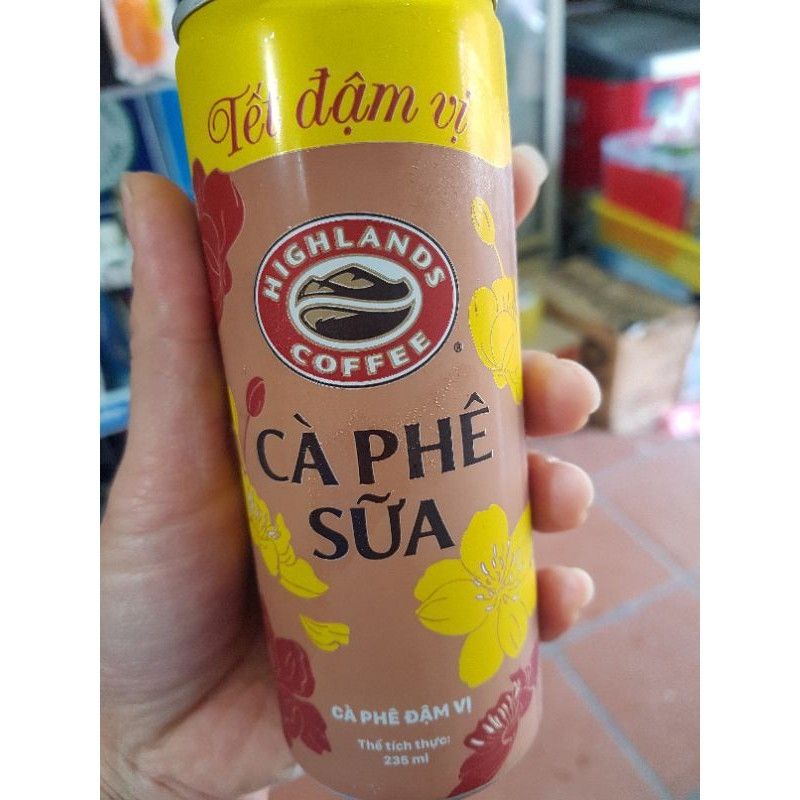 Tết đậm vị
HIGHLANDS
COFFEE
®
CÀ PHÊ
SỮA
CÀ PHÊ ĐẬM VỊ
Thể tích thực:
235 ml